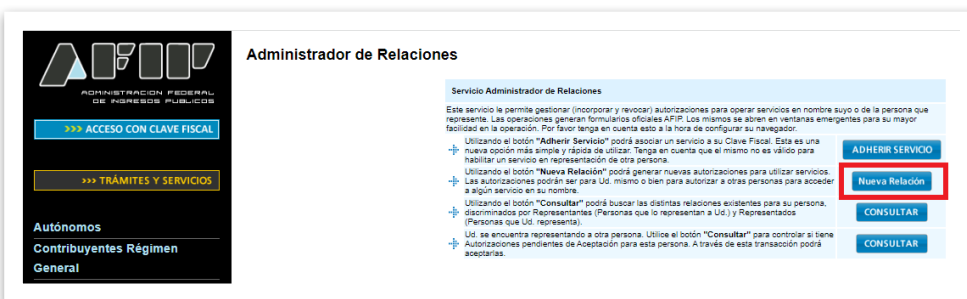 AFIP
ADMINISTRACION FEDERAL
DE INGRESOS PUBLICOS
>>> ACCESO CON CLAVE FISCAL
>>> TRÁMITES Y SERVICIOS
Autónomos
Contribuyentes Régimen
General
Administrador de Relaciones
Servicio Administrador de Relaciones
Este servicio le permite gestionar (incorporar y revocar) autorizaciones para operar servicios en nombre suyo o de la persona que
represente. Las operaciones generan formularios oficiales AFIP. Los mismos se abren en ventanas emergentes para su mayor
facilidad en la operación. Por favor tenga en cuenta esto a la hora de configurar su navegador.
Utilizando el botón "Adherir Servicio" podrá asociar un servicio a su Clave Fiscal. Esta es una
nueva opción más simple y rápida de utilizar. Tenga en cuenta que el mismo no es válido para
habilitar un servicio en representación de otra persona.
ADHERIR SERVICIO
Utilizando el botón "Nueva Relación" podrá generar nuevas autorizaciones para utilizar servicios.
Las autorizaciones podrán ser para Ud. mismo o bien para autorizar a otras personas para acceder
a algún servicio en su nombre.
Nueva Relación
Utilizando el botón "Consultar" podrá buscar las distintas relaciones existentes para su persona,
discriminados por Representantes (Personas que lo representan a Ud.) y Representados
(Personas que Ud. representa).
CONSULTAR
Ud. se encuentra representando a otra persona. Utilice el botón "Consultar" para controlar si tiene
Autorizaciones pendientes de Aceptación para esta persona. A través de esta transacción podrá
aceptarlas.
CONSULTAR